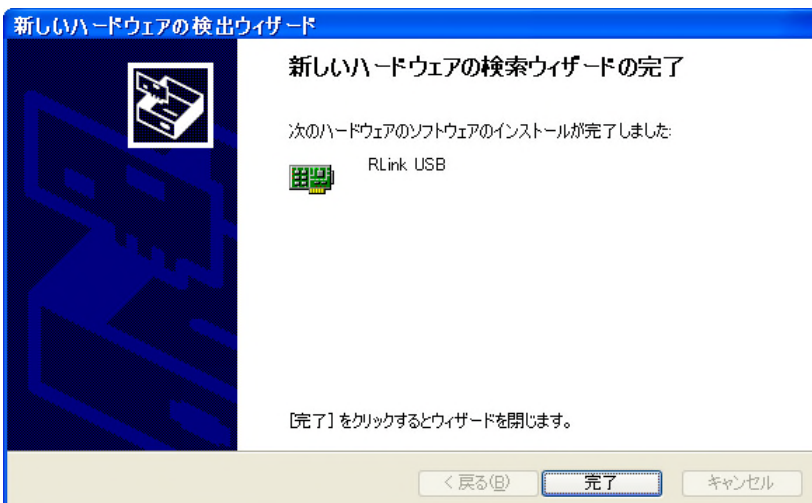 新しいハードウェアの検出ウィザード
新しいハードウェアの検索ウィザードの完了
次のハードウェアのソフトウェアのインストールが完了しました:
RLink USB
[完了] をクリックするとウィザードを閉じます。
< 戻る(B)
完了
キャンセル